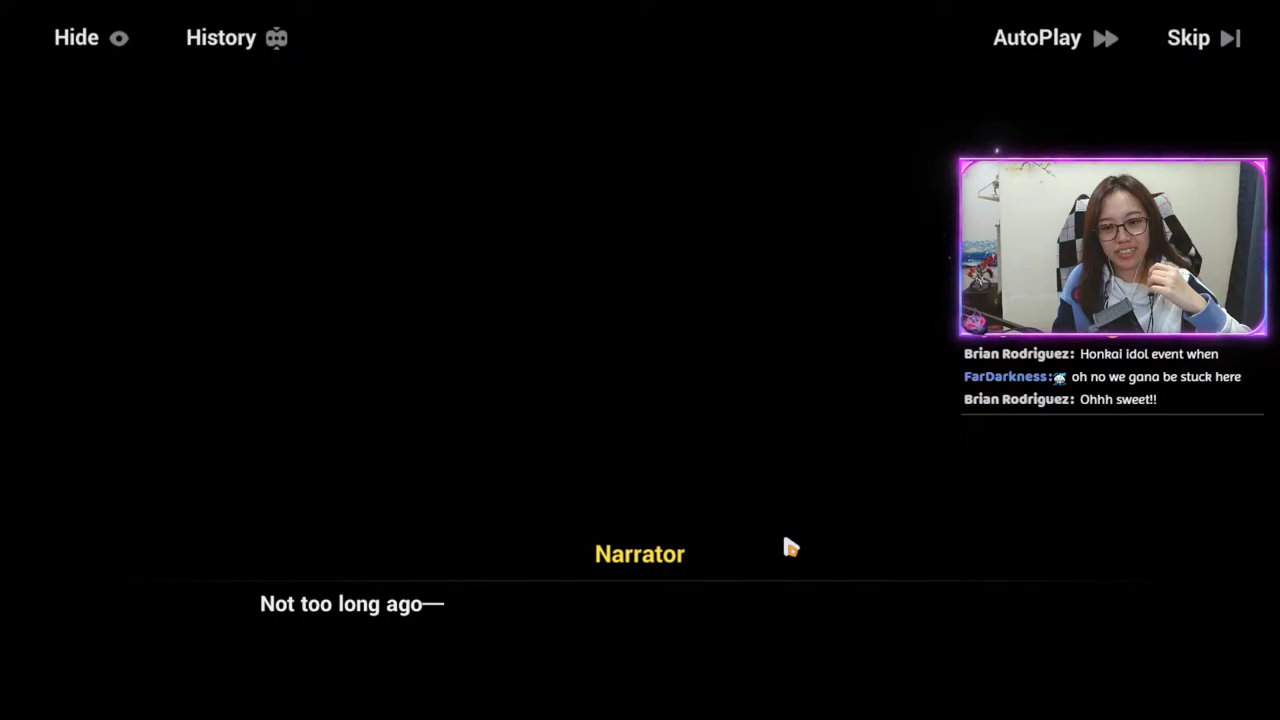 Hide
History
AutoPlay
Skip
Brian Rodriguez: Honkai idol event when
FarDarkness: oh no we gana be stuck here
Brian Rodriguez: Ohhh sweet!!
Narrator
Not too long ago—